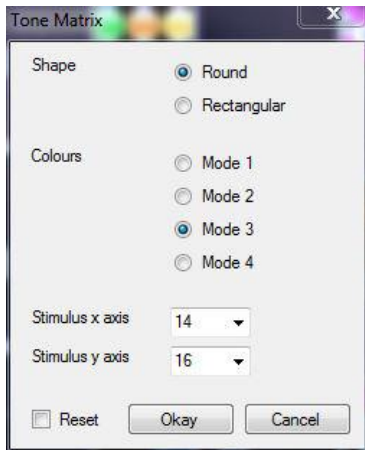 Tone Matrix
X
Shape
Round
Rectangular
Colours
Mode 1
Mode 2
Mode 3
Mode 4
Stimulus x axis 14
Stimulus y axis 16
Reset Okay Cancel